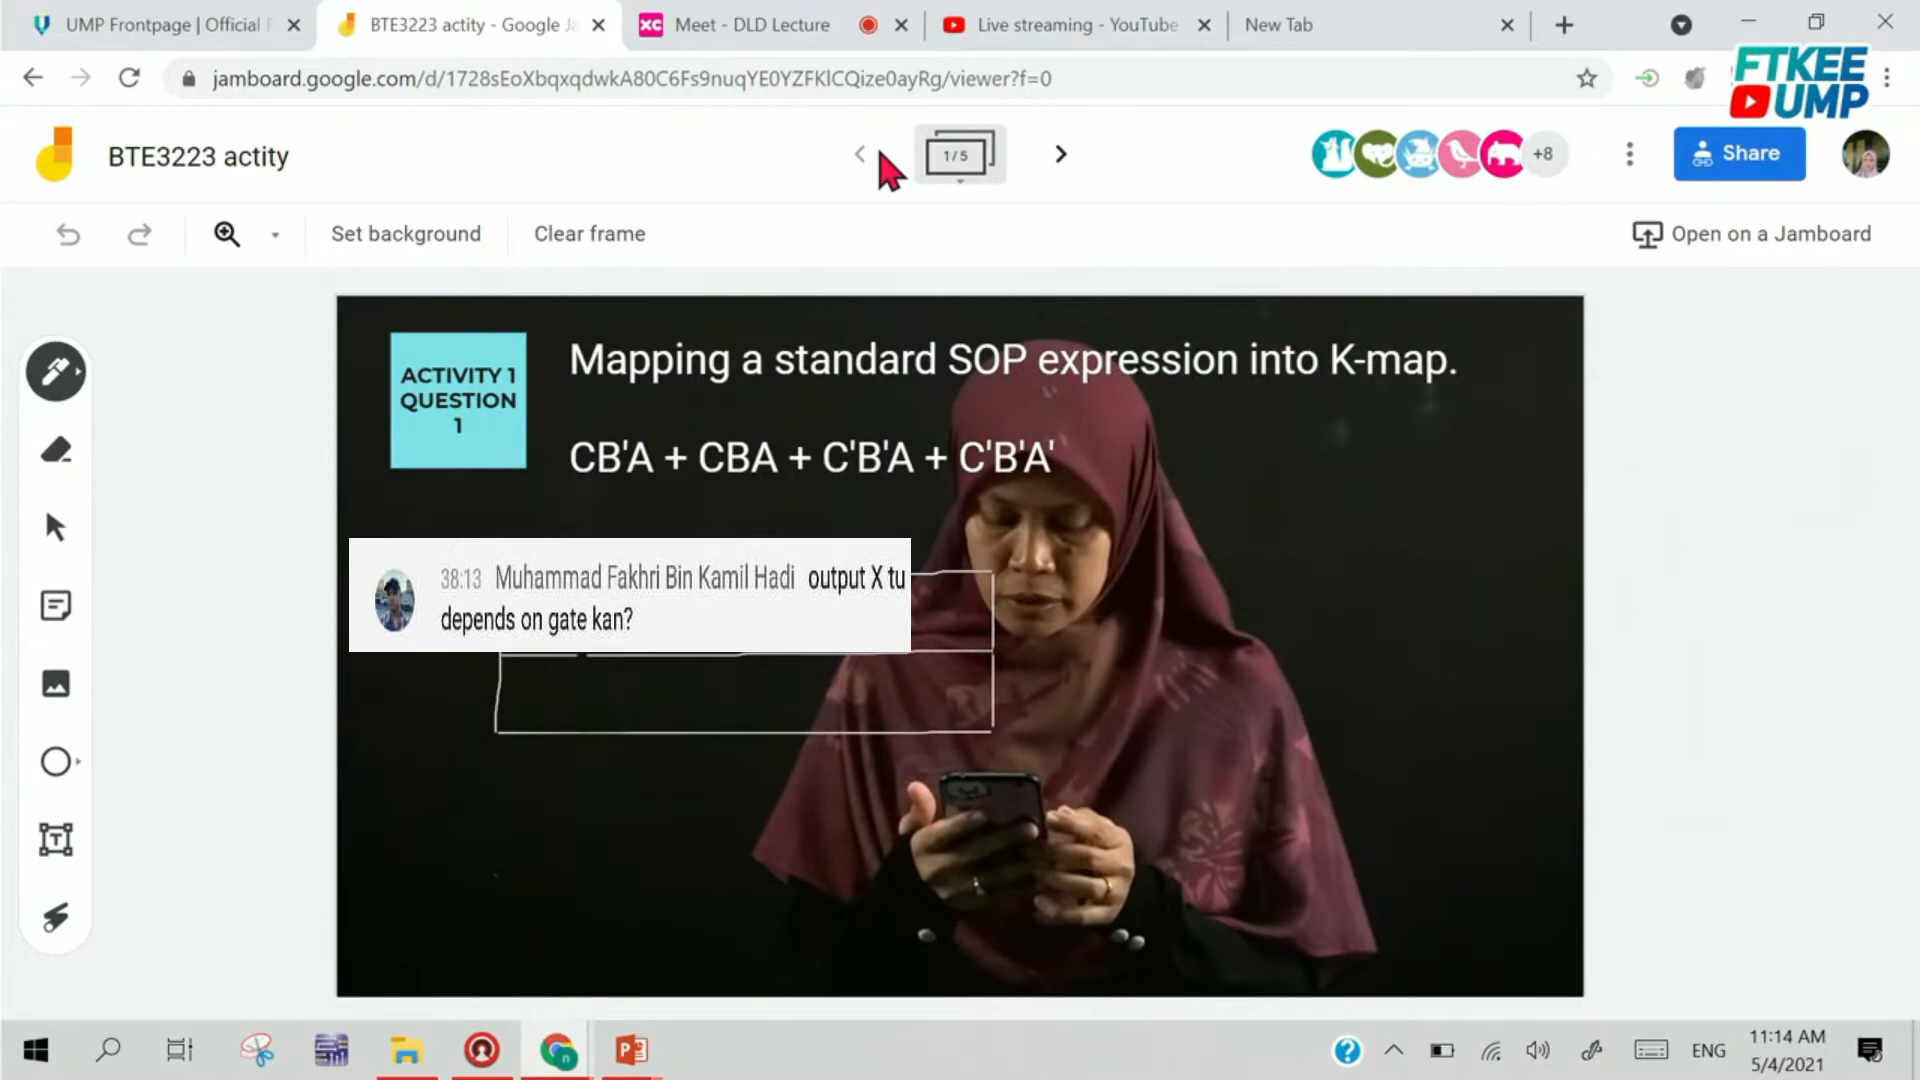 UMP Frontpage | Official
BTE3223 actity - Google Ja
XC
Meet - DLD Lecture
Live streaming - YouTube
New Tab
jamboard.google.com/d/1728sEoXbqxqdwkA80C6Fs9nuqYE0YZFKlCQize0ayRg/viewer?f=0
FTKEE
UMP
BTE3223 actity
1/5
+8
Share
Set background
Clear frame
Open on a Jamboard
ACTIVITY 1
QUESTION
1
Mapping a standard SOP expression into K-map.
CB'A + CBA + C'B'A + C'B'A'
38:13 Muhammad Fakhri Bin Kamil Hadi output X tu
depends on gate kan?
ENG
11:14 AM
5/4/2021